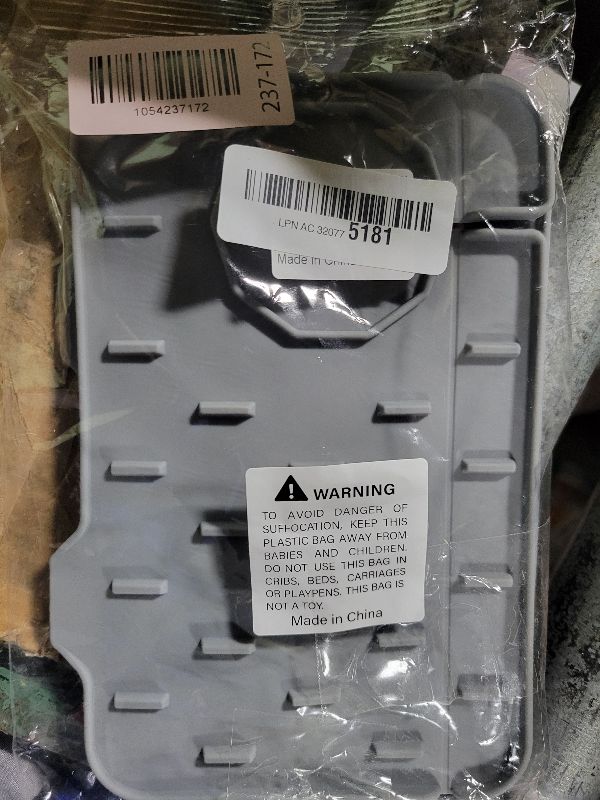 1054237172
237-172
LPN AC 32077 5181
Made in
WARNING
TO AVOID DANGER OF
SUFFOCATION, KEEP THIS
PLASTIC BAG AWAY FROM
BABIES AND CHILDREN.
DO NOT USE THIS BAG IN
CRIBS, BEDS, CARRIAGES
OR PLAYPENS. THIS BAG IS
NOT A TOY.
Made in China